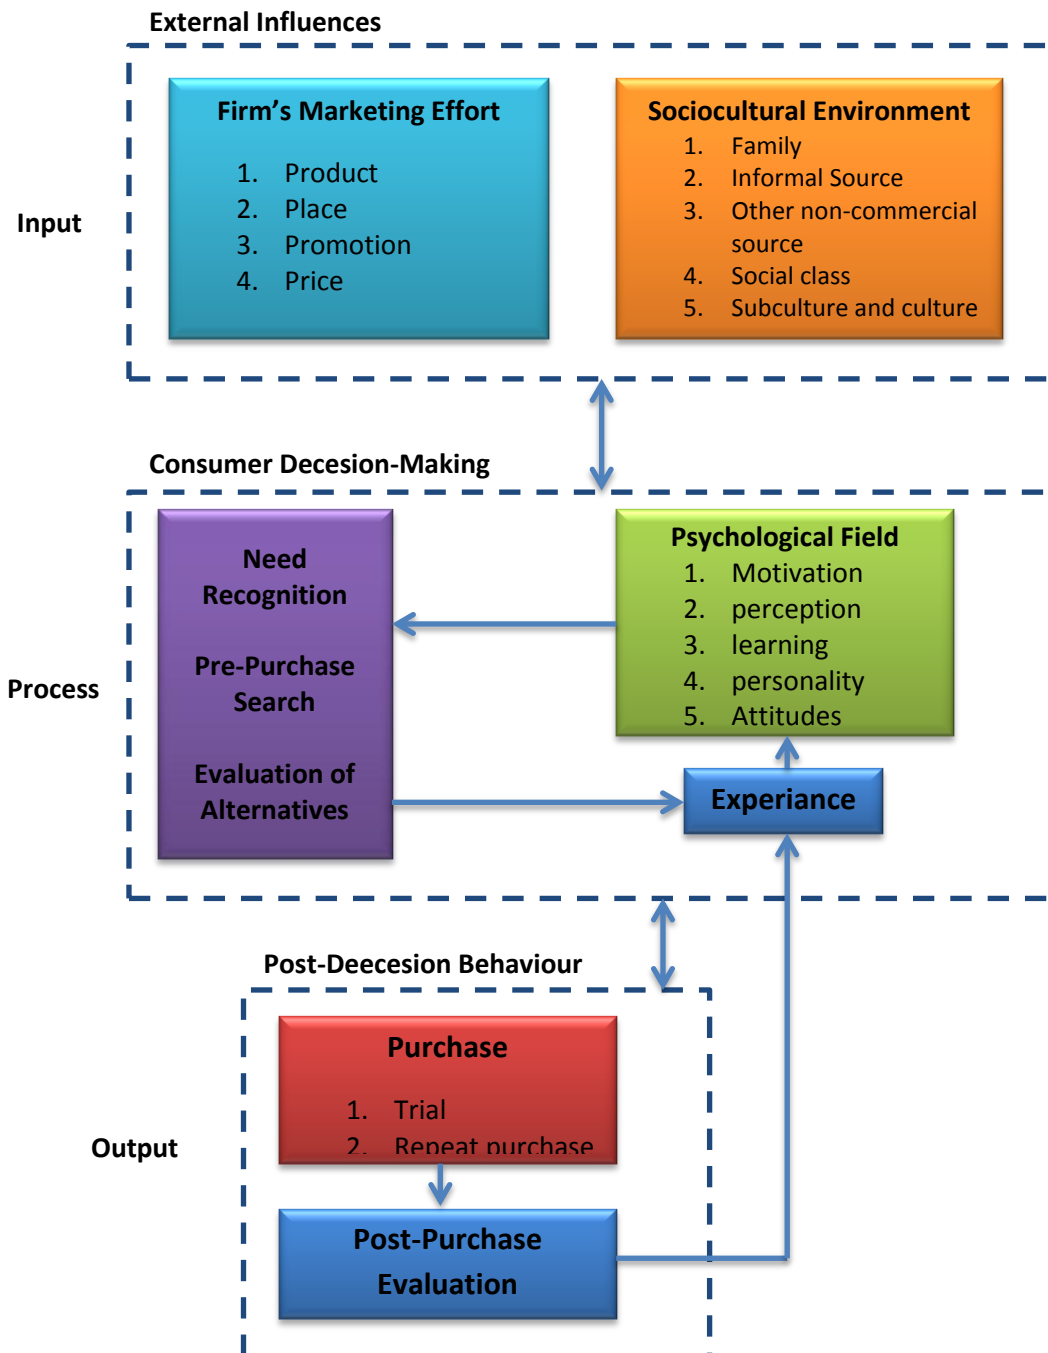 External Influences
Firm's Marketing Effort
1. Product
2. Place
3. Promotion
4. Price
Sociocultural Environment
1. Family
2. Informal Source
3. Other non-commercial
source
4. Social class
5. Subculture and culture
Input
Consumer Decesion-Making
Need
Recognition
Pre-Purchase
Search
Evaluation of
Alternatives
Psychological Field
1. Motivation
2. perception
3. learning
4. personality
5. Attitudes
Experiance
Process
Post-Deecesion Behaviour
Purchase
1. Trial
2. Repeat purchase
Output
Post-Purchase
Evaluation